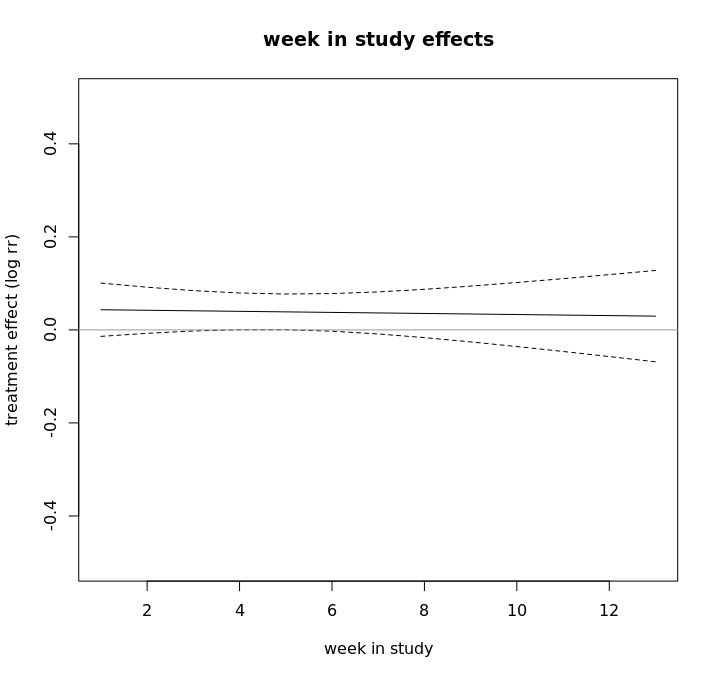 week in study effects
treatment effect (log rr)
0.4
0.2
0.0
-0.2
-0.4
2 4 6 8 10 12
week in study